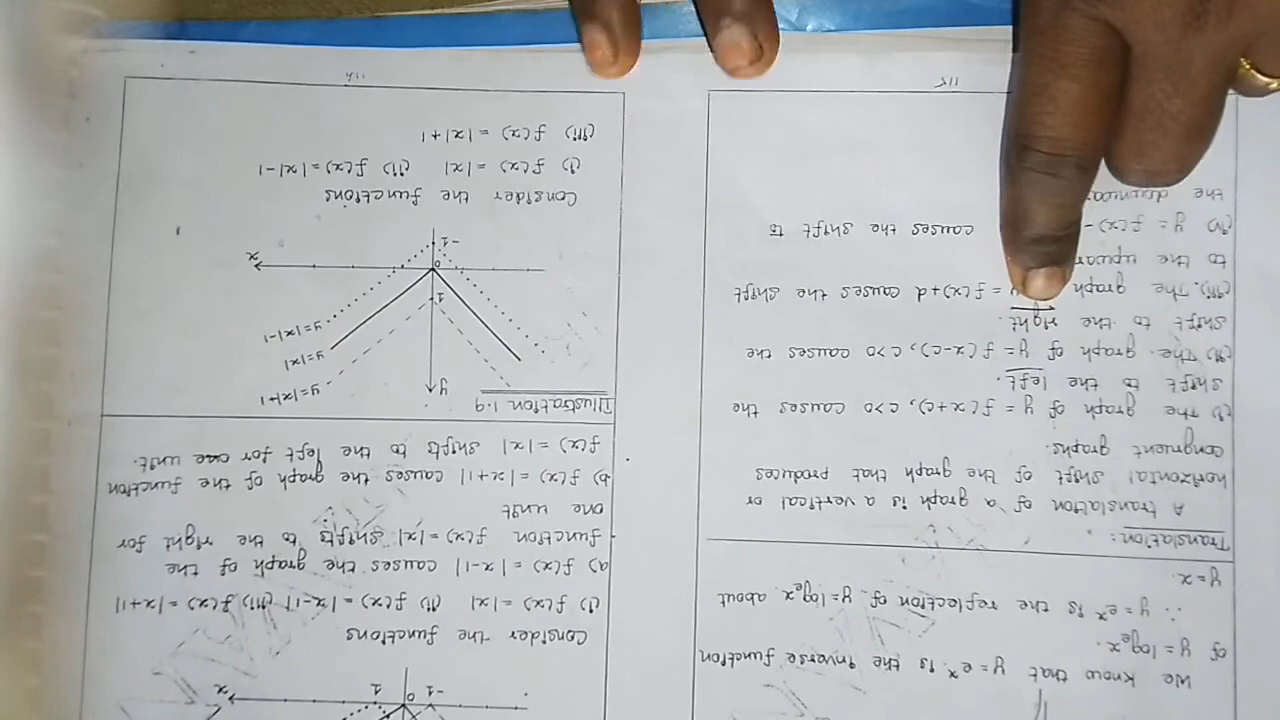 We know that y=eˣ is the inverse function
of y=logₑx.
∴ y=eˣ is the reflection of y=logₑx about
y=x.
Translation:
A translation of a graph is a vertical or
horizontal shift of the graph that produces
congruent graphs.
(i) The graph of y=f(x+c), c>0 causes the
shift to the left.
(ii) The graph of y=f(x-c), c>0 causes the
shift to the right.
(iii). The graph y=f(x)+d causes the shift
to the
(iv) y=f(x)- causes the shift to
the
115
-1 0 1 x
Consider the functions
(i) f(x)=|x| (ii) f(x)=|x-1| (iii) f(x)=|x+1|
a) f(x)=|x-1| causes the graph of the
function f(x)=|x| shifts to the right for
one unit
b) f(x)=|x+1| causes the graph of the function
f(x)=|x| shifts to the left for one unit.
Illustration 1.9
y
y=|x|+1
y=|x|
y=|x|-1
1
0
x
-1
Consider the functions
(i) f(x)=|x| (ii) f(x)=|x|-1
(iii) f(x)=|x|+1